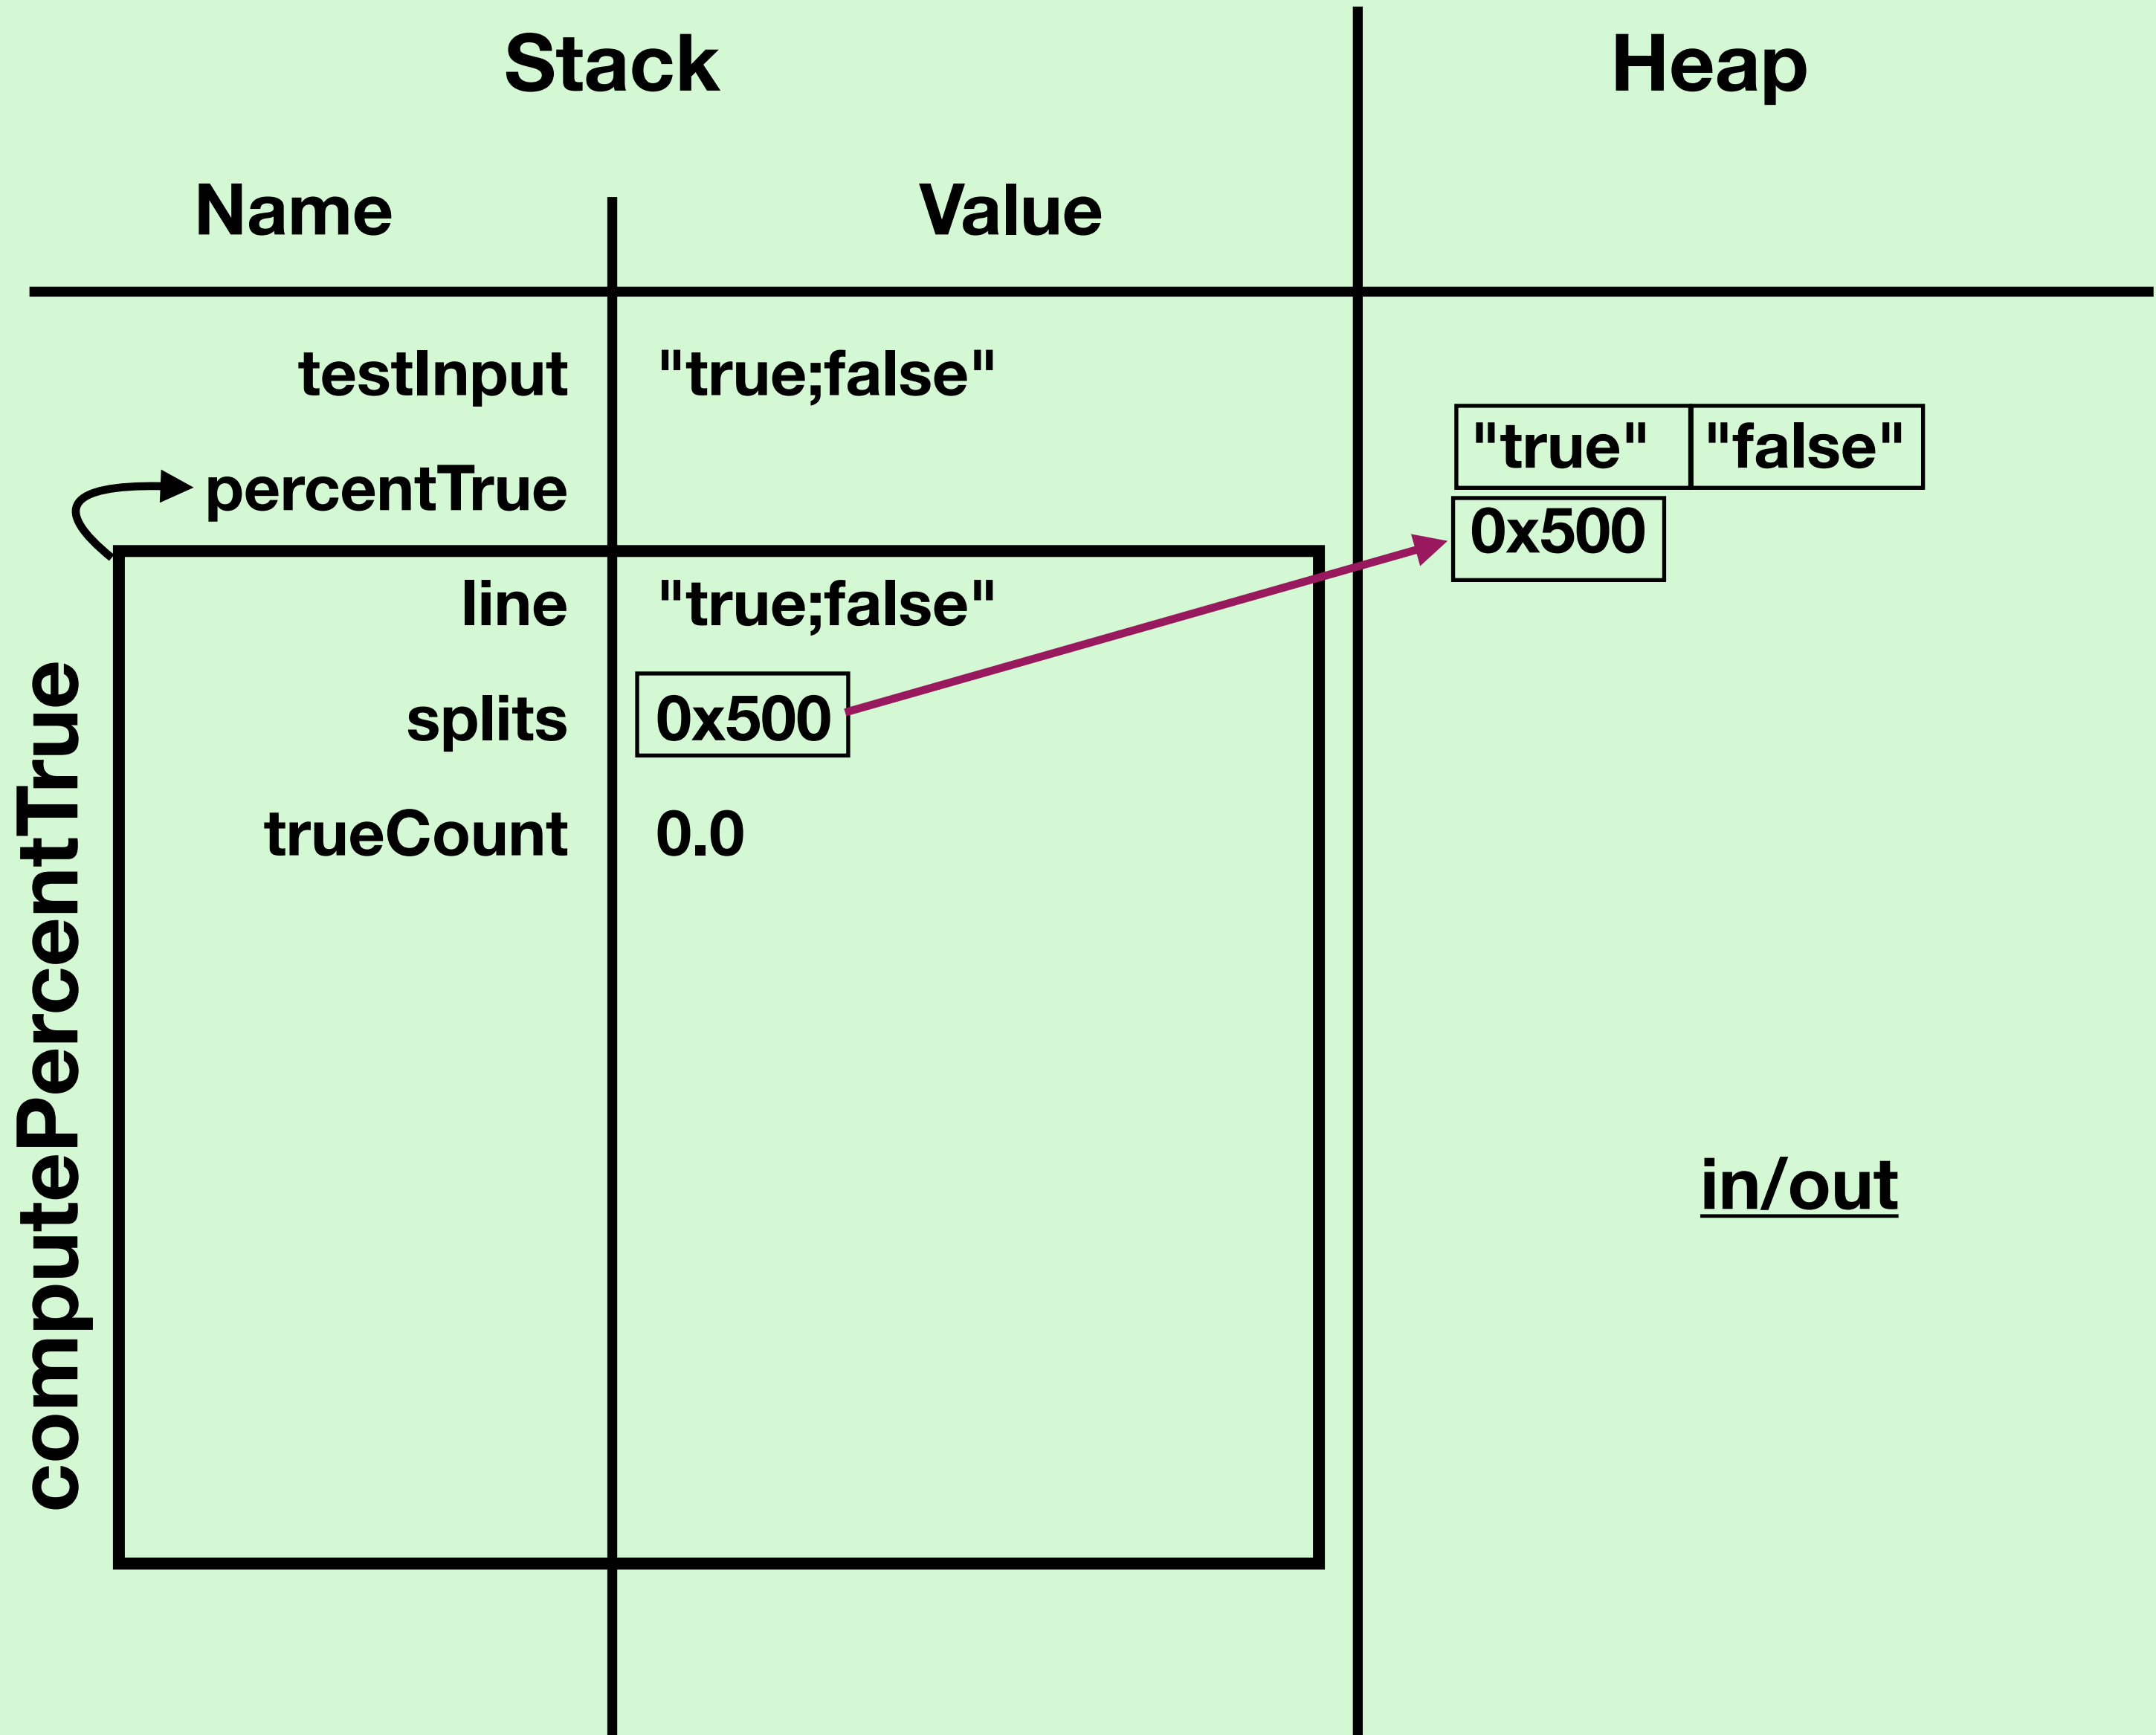 Stack
Heap
Name
Value
testInput
"true;false"
"true"
"false"
percentTrue
0x500
line
"true;false"
splits
0x500
trueCount
0.0
computePercentTrue
in/out